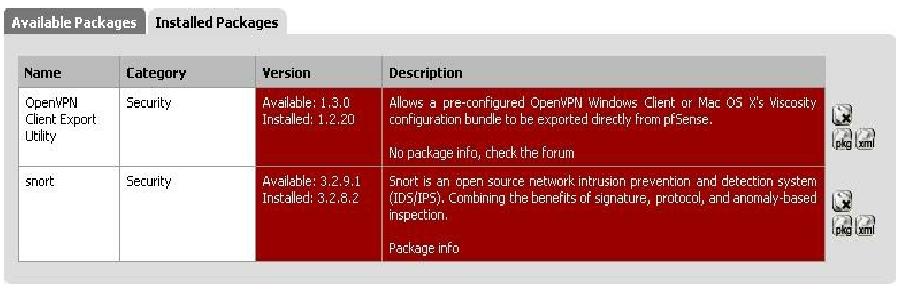 Available Packages Installed Packages
Name Category Version Description
OpenVPN Client Export Utility
Security
Available: 1.3.0
Installed: 1.2.20
Allows a pre-configured OpenVPN Windows Client or Mac OS X's Viscosity
configuration bundle to be exported directly from pfSense.
No package info, check the forum
pkg xml
snort
Security
Available: 3.2.9.1
Installed: 3.2.8.2
Snort is an open source network intrusion prevention and detection system
(IDS/IPS). Combining the benefits of signature, protocol, and anomaly-based
inspection.
Package info
pkg xml